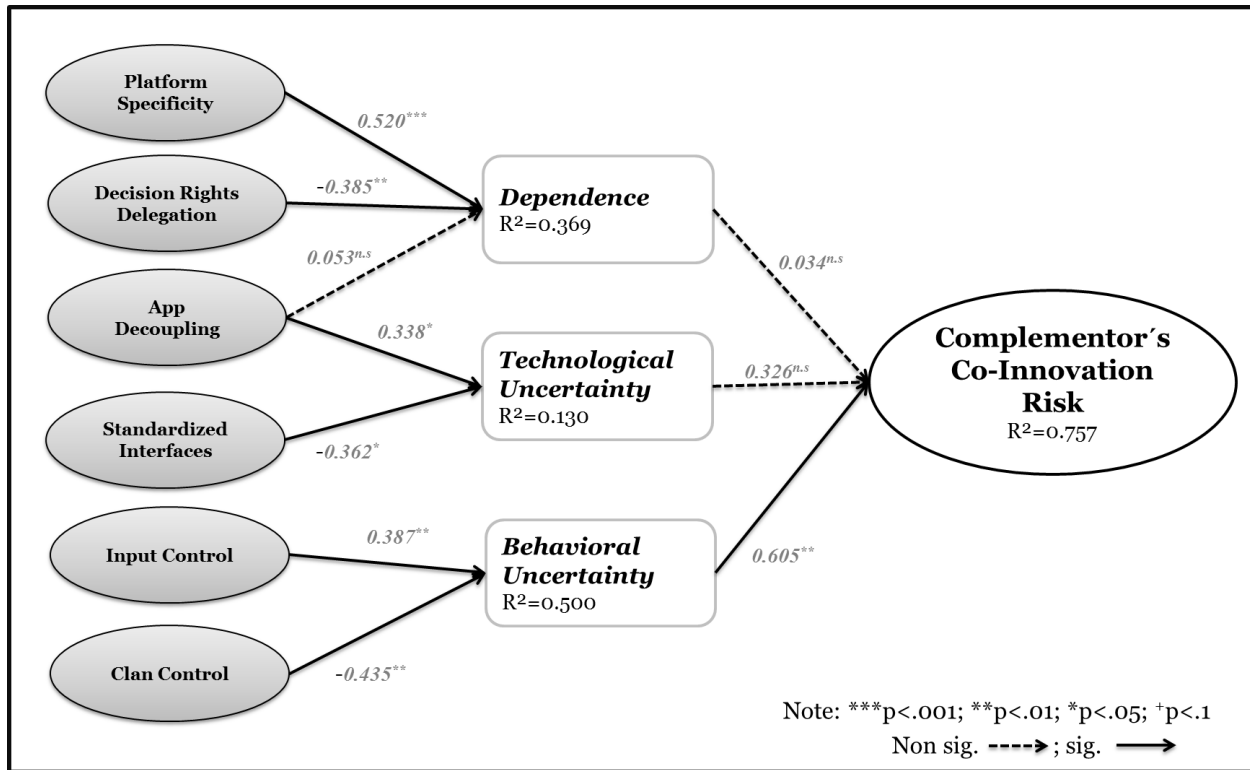 Platform
Specificity
0.520***
Decision Rights
Delegation
-0.385**
Dependence
R²=0.369
0.053n.s
0.034n.s
App
Decoupling
0.338*
Technological
Uncertainty
R²=0.130
0.326n.s
Complementor´s
Co-Innovation
Risk
R²=0.757
Standardized
Interfaces
-0.362*
Input Control
0.387**
Behavioral
Uncertainty
R²=0.500
0.605**
Clan Control
-0.435**
Note: ***p<.001; **p<.01; *p<.05; +p<.1
Non sig. ; sig.